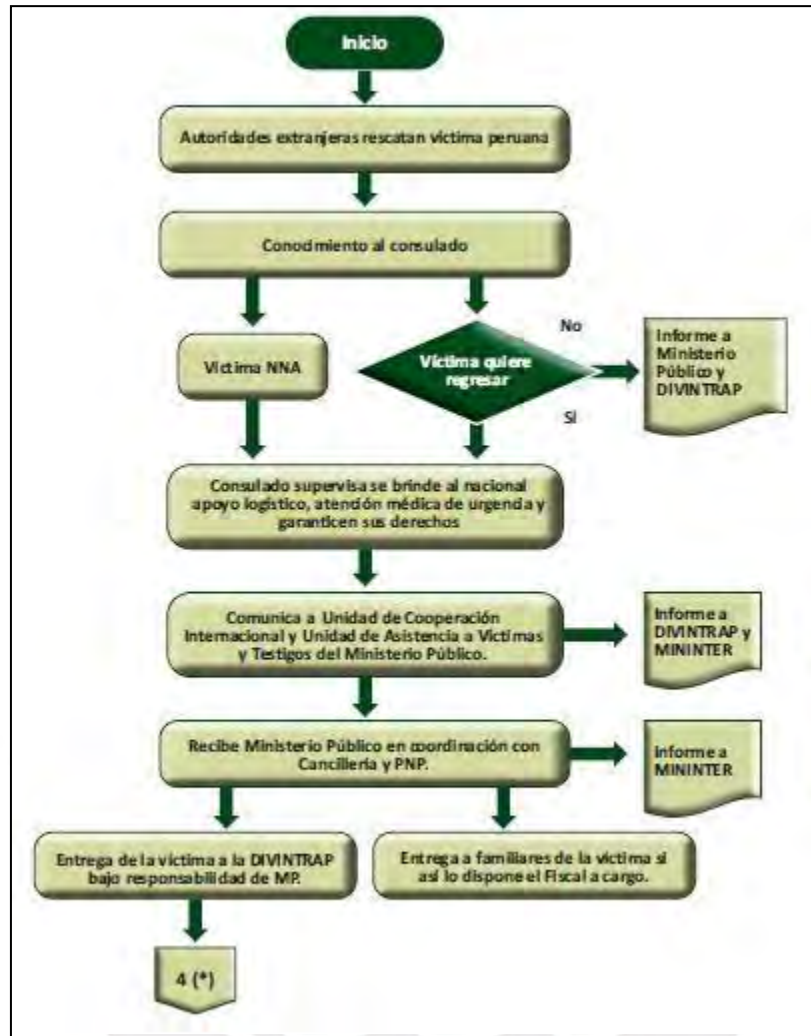 Inicio
Autoridades extranjeras rescatan víctima peruana
Conocimiento al consulado
Víctima NNA
Víctima quiere
regresar
No
Si
Informe a
Ministerio
Público y
DIVINTRAP
Consulado supervisa se brinde al nacional
apoyo logístico, atención médica de urgencia y
garanticen sus derechos
Comunica a Unidad de Cooperación
Internacional y Unidad de Asistencia a Víctimas
y Testigos del Ministerio Público.
Informe a
DIVINTRAP y
MININTER
Recibe Ministerio Público en coordinación con
Cancillería y PNP.
Informe a
MININTER
Entrega de la víctima a la DIVINTRAP
bajo responsabilidad de MP.
Entrega a familiares de la víctima si
así lo dispone el Fiscal a cargo.
4 (*)